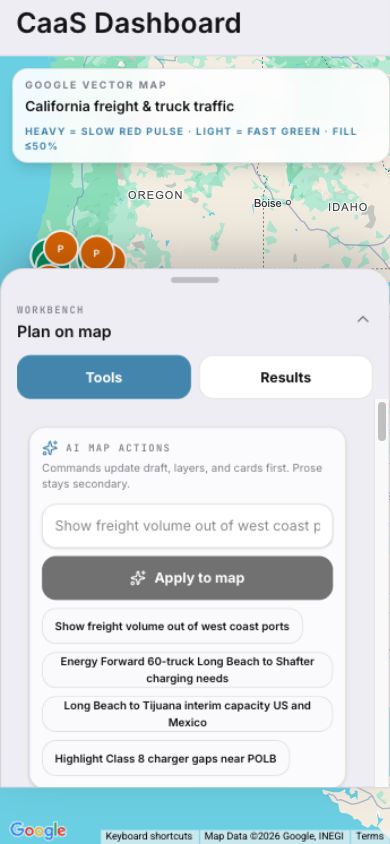 CaaS Dashboard
GOOGLE VECTOR MAP
California freight & truck traffic
HEAVY = SLOW RED PULSE · LIGHT = FAST GREEN · FILL
≤50%
OREGON
Boise
IDAHO
P
P
WORKBENCH
Plan on map
Tools
Results
AI MAP ACTIONS
Commands update draft, layers, and cards first. Prose
stays secondary.
Show freight volume out of west coast p
Apply to map
Show freight volume out of west coast ports
Energy Forward 60-truck Long Beach to Shafter
charging needs
Long Beach to Tijuana interim capacity US and
Mexico
Highlight Class 8 charger gaps near POLB
Google
Keyboard shortcuts
Map Data ©2026 Google, INEGI
Terms